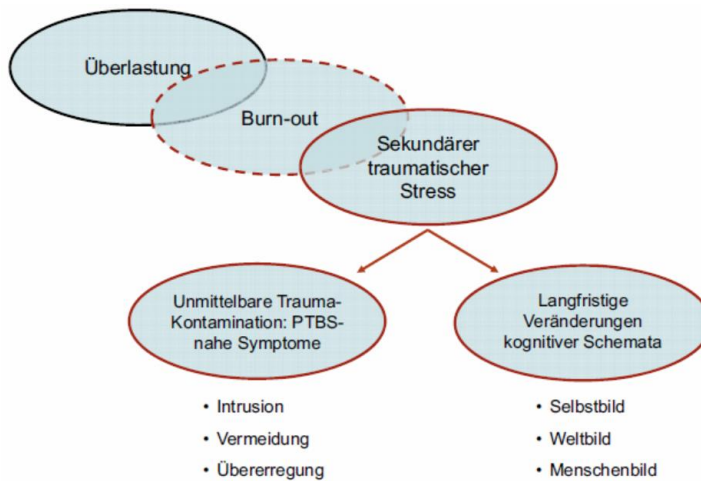 Überlastung
Burn-out
Sekundärer
traumatischer
Stress
Unmittelbare Trauma-
Kontamination: PTBS-
nahe Symptome
Langfristige
Veränderungen
kognitiver Schemata
• Intrusion
• Vermeidung
• Übererregung
• Selbstbild
• Weltbild
• Menschenbild